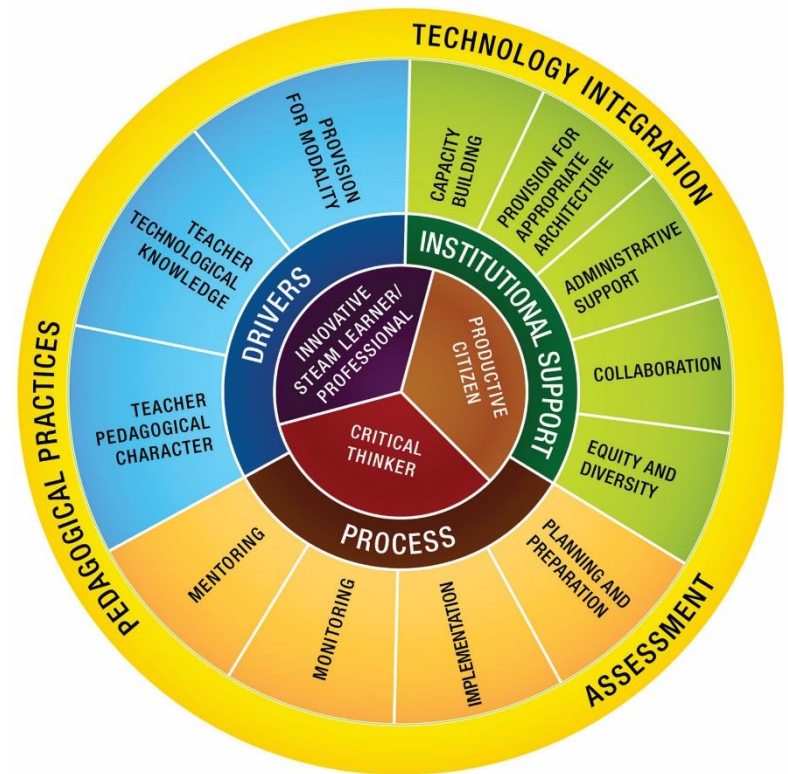 TECHNOLOGY INTEGRATION
PEDAGOGICAL PRACTICES
ASSESSMENT
PROVISION
FOR MODALITY
TEACHER
TECHNOLOGICAL
KNOWLEDGE
TEACHER
PEDAGOGICAL
CHARACTER
CAPACITY
BUILDING
PROVISION FOR
APPROPRIATE
ARCHITECTURE
ADMINISTRATIVE
SUPPORT
COLLABORATION
EQUITY AND
DIVERSITY
PLANNING AND
PREPARATION
IMPLEMENTATION
MONITORING
MENTORING
DRIVERS
INSTITUTIONAL SUPPORT
PROCESS
INNOVATIVE
STEAM LEARNER/
PROFESSIONAL
PRODUCTIVE
CITIZEN
CRITICAL
THINKER